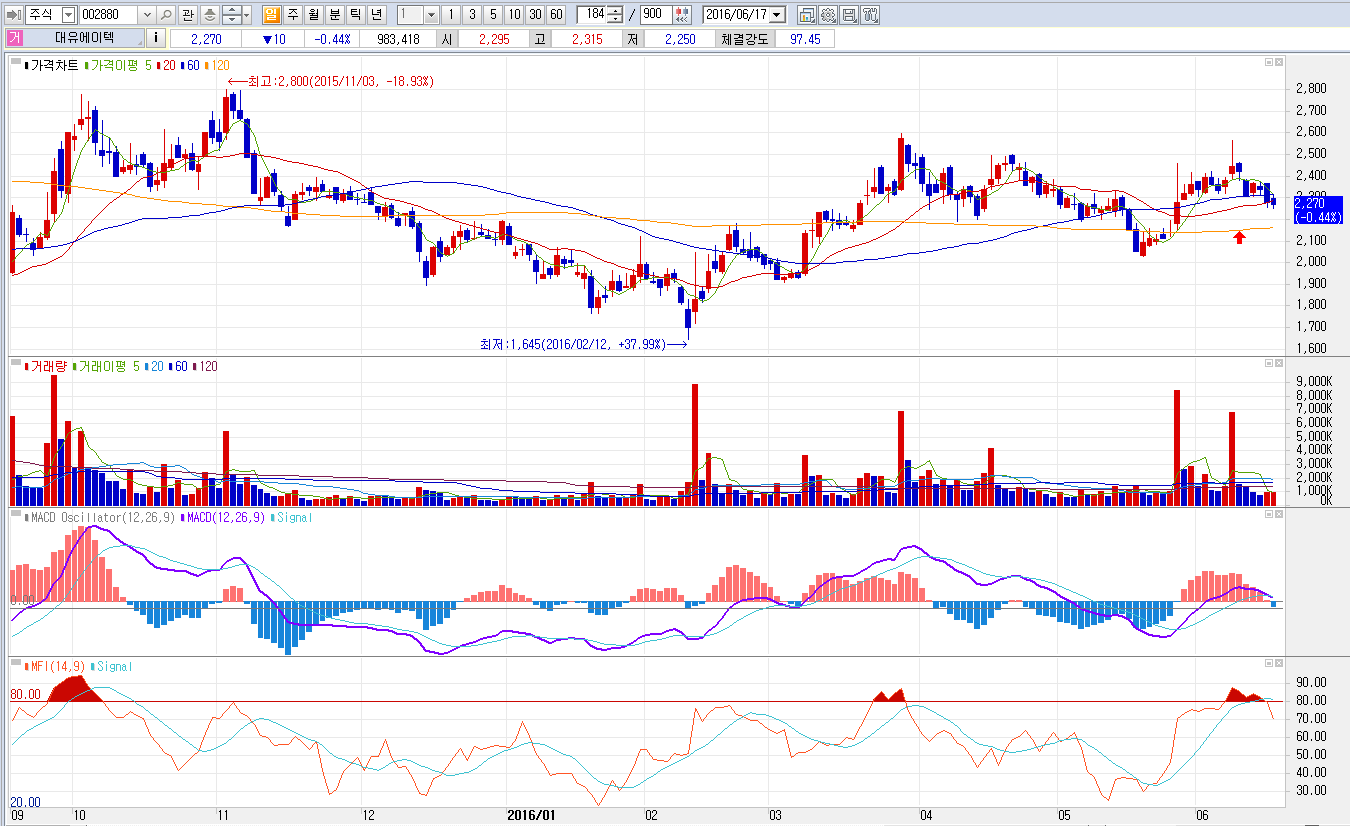 주식 002880 관 일 주 월 분 틱 년 1 1 3 5 10 30 60 184 / 900 2016/06/17
거 대유에이텍 i 2,270 ▼10 -0.44% 983,418 시 2,295 고 2,315 저 2,250 체결강도 97.45
가격차트 가격이평 5 20 60 120
최고:2,800(2015/11/03, -18.93%)
2,800
2,700
2,600
2,500
2,400
2,300
2,270
(-0.44%)
2,100
2,000
1,900
1,800
1,700
최저:1,645(2016/02/12, +37.99%)
1,600
거래량 거래이평 5 20 60 120
9,000K
8,000K
7,000K
6,000K
5,000K
4,000K
3,000K
2,000K
1,000K
0K
MACD Oscillator(12,26,9) MACD(12,26,9) Signal
0.00
MFI(14,9) Signal
80.00
90.00
80.00
70.00
60.00
50.00
40.00
30.00
20.00
09 10 11 12 2016/01 02 03 04 05 06